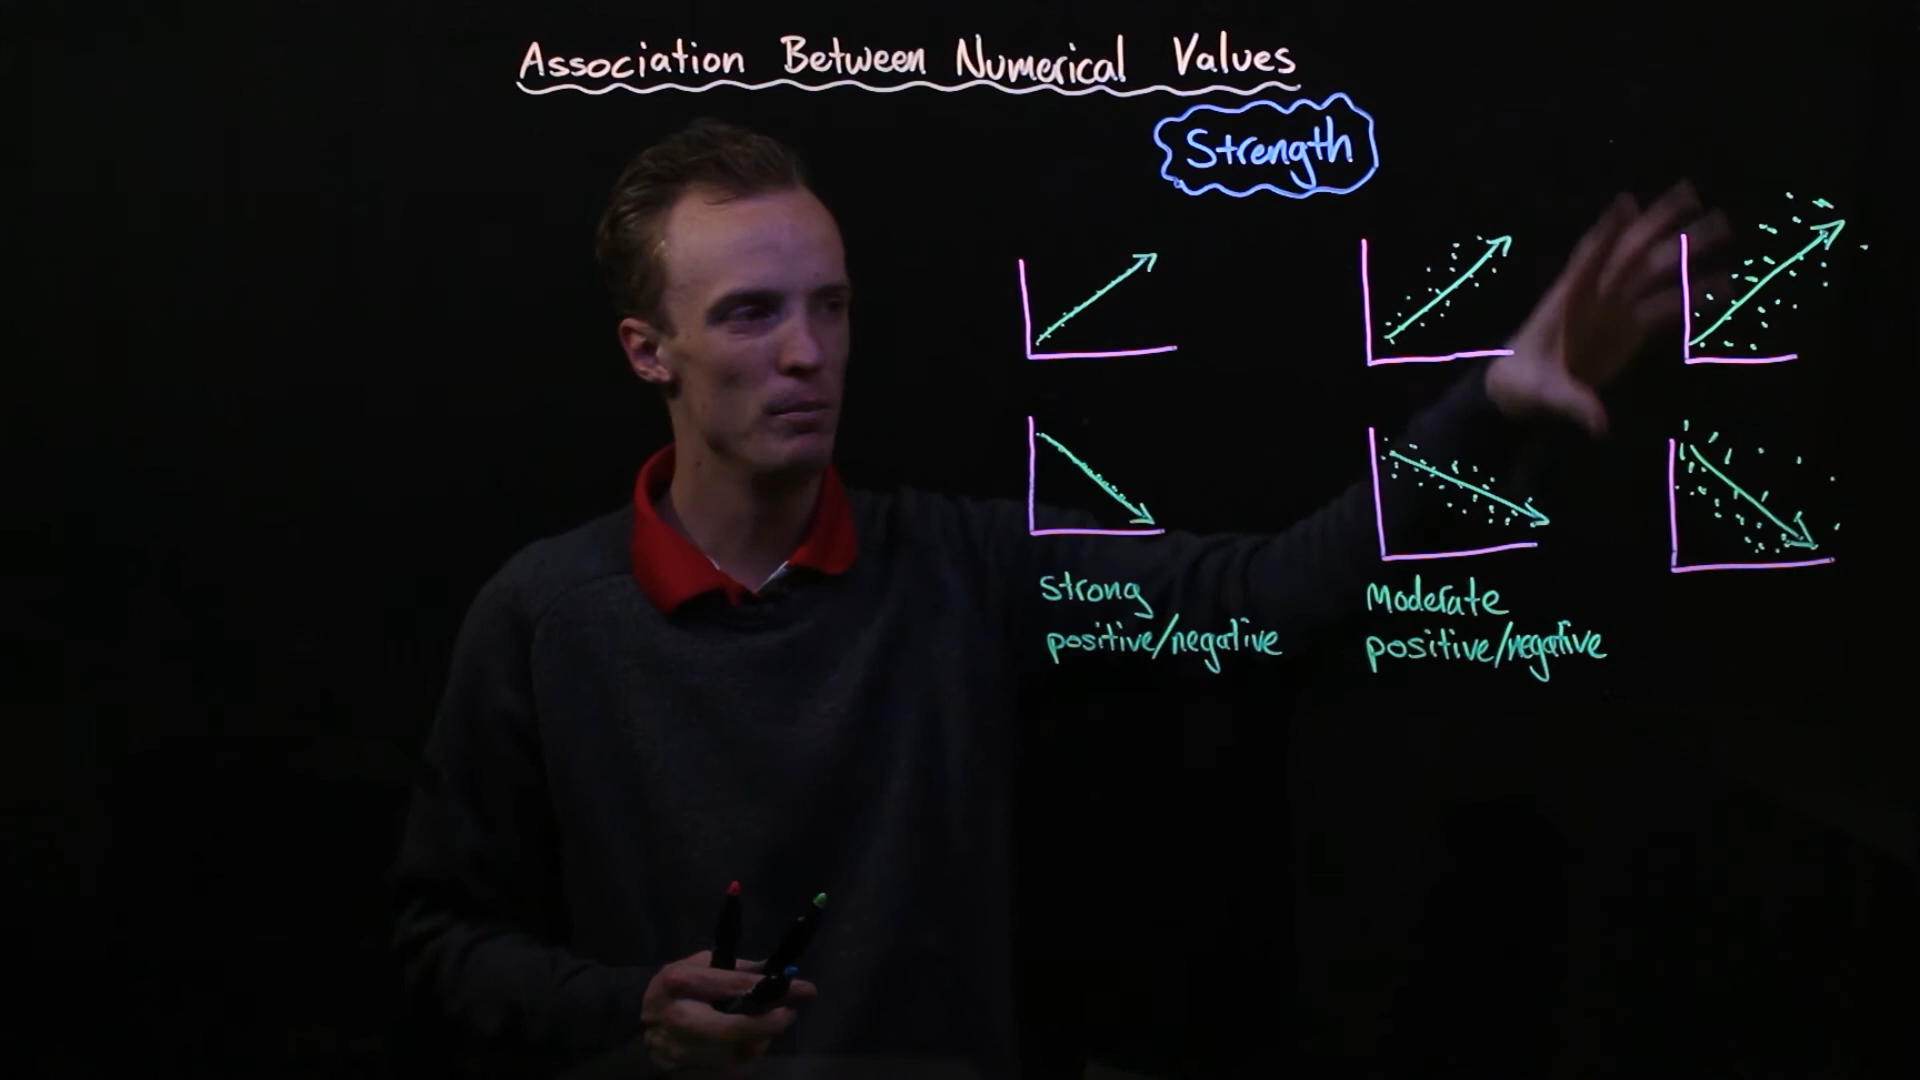 Association Between Numerical Values
Strength
strong
positive/negative
Moderate
positive/negative